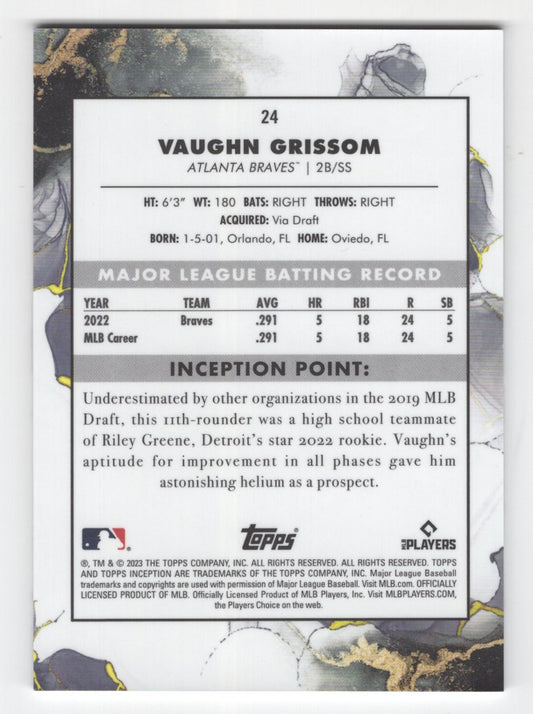 24
VAUGHN GRISSOM
ATLANTA BRAVES™ | 2B/SS
HT: 6'3" WT: 180 BATS: RIGHT THROWS: RIGHT
ACQUIRED: Via Draft
BORN: 1-5-01, Orlando, FL HOME: Oviedo, FL
MAJOR LEAGUE BATTING RECORD
YEAR TEAM AVG HR RBI R SB
2022 Braves .291 5 18 24 5
MLB Career .291 5 18 24 5
INCEPTION POINT:
Underestimated by other organizations in the 2019 MLB
Draft, this 11th-rounder was a high school teammate
of Riley Greene, Detroit's star 2022 rookie. Vaughn's
aptitude for improvement in all phases gave him
astonishing helium as a prospect.
Topps
MLB PLAYERS
®, TM & © 2023 THE TOPPS COMPANY, INC. ALL RIGHTS RESERVED. ALL RIGHTS RESERVED. TOPPS
AND TOPPS INCEPTION ARE TRADEMARKS OF THE TOPPS COMPANY, INC. Major League Baseball
trademarks and copyrights are used with permission of Major League Baseball. Visit MLB.com. OFFICIALLY
LICENSED PRODUCT OF MLB. Officially Licensed Product of MLB Players, Inc. Visit MLBPLAYERS.COM,
the Players Choice on the web.